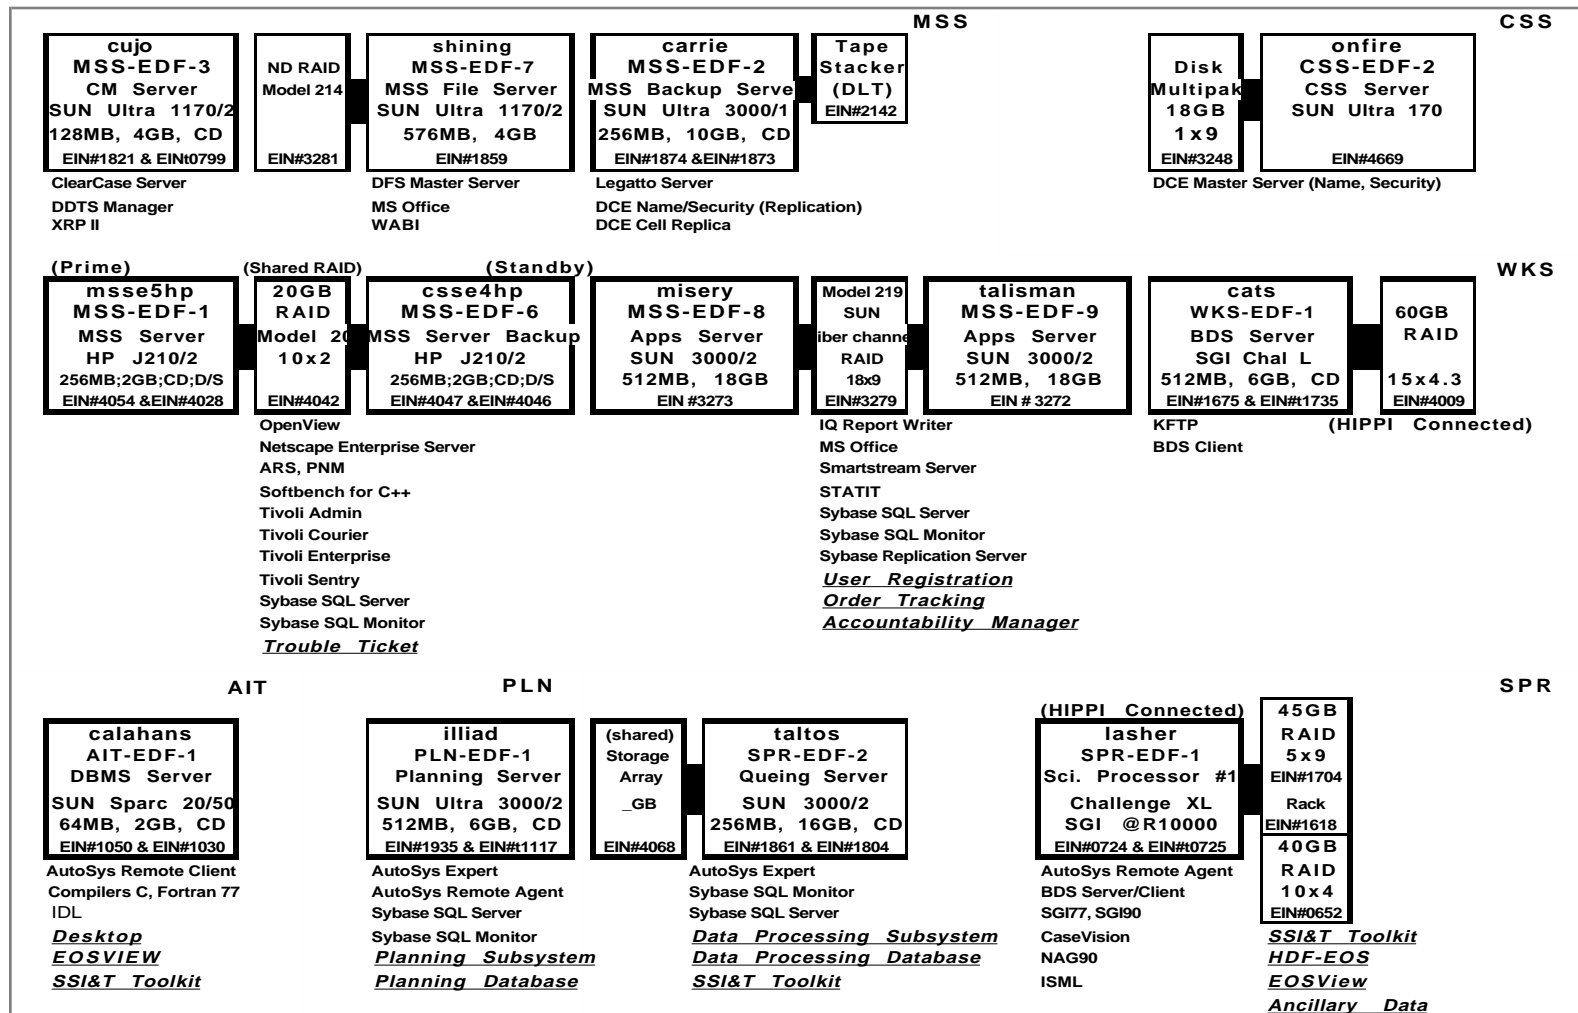 MSS
CSS
cujo
MSS-EDF-3
CM Server
SUN Ultra 1170/2
128MB, 4GB, CD
EIN#1821 & EINt0799
ClearCase Server
DDTS Manager
XRP II
ND RAID
Model 214
EIN#3281
shining
MSS-EDF-7
MSS File Server
SUN Ultra 1170/2
576MB, 4GB
EIN#1859
DFS Master Server
MS Office
WABI
carrie
MSS-EDF-2
MSS Backup Serve
SUN Ultra 3000/1
256MB, 10GB, CD
EIN#1874 &EIN#1873
Legatto Server
DCE Name/Security (Replication)
DCE Cell Replica
Tape
Stacker
(DLT)
EIN#2142
Disk
Multipak
18GB
1x9
EIN#3248
onfire
CSS-EDF-2
CSS Server
SUN Ultra 170
EIN#4669
DCE Master Server (Name, Security)
WKS
(Prime)
msse5hp
MSS-EDF-1
MSS Server
HP J210/2
256MB;2GB;CD;D/S
EIN#4054 &EIN#4028
(Shared RAID)
20GB
RAID
Model 20
10x2
EIN#4042
(Standby)
csse4hp
MSS-EDF-6
MSS Server Backup
HP J210/2
256MB;2GB;CD;D/S
EIN#4047 &EIN#4046
OpenView
Netscape Enterprise Server
ARS, PNM
Softbench for C++
Tivoli Admin
Tivoli Courier
Tivoli Enterprise
Tivoli Sentry
Sybase SQL Server
Sybase SQL Monitor
Trouble Ticket
misery
MSS-EDF-8
Apps Server
SUN 3000/2
512MB, 18GB
EIN #3273
Model 219
SUN
iber channe
RAID
18x9
EIN#3279
talisman
MSS-EDF-9
Apps Server
SUN 3000/2
512MB, 18GB
EIN # 3272
IQ Report Writer
MS Office
Smartstream Server
STATIT
Sybase SQL Server
Sybase SQL Monitor
Sybase Replication Server
User Registration
Order Tracking
Accountability Manager
cats
WKS-EDF-1
BDS Server
SGI Chal L
512MB, 6GB, CD
EIN#1675 & EIN#t1735
KFTP
BDS Client
60GB
RAID
15x4.3
EIN#4009
(HIPPI Connected)
AIT
PLN
SPR
calahans
AIT-EDF-1
DBMS Server
SUN Sparc 20/50
64MB, 2GB, CD
EIN#1050 & EIN#1030
AutoSys Remote Client
Compilers C, Fortran 77
IDL
Desktop
EOSVIEW
SSI&T Toolkit
illiad
PLN-EDF-1
Planning Server
SUN Ultra 3000/2
512MB, 6GB, CD
EIN#1935 & EIN#t1117
AutoSys Expert
AutoSys Remote Agent
Sybase SQL Server
Sybase SQL Monitor
Planning Subsystem
Planning Database
(shared)
Storage
Array
_GB
EIN#4068
taltos
SPR-EDF-2
Queing Server
SUN 3000/2
256MB, 16GB, CD
EIN#1861 & EIN#1804
AutoSys Expert
Sybase SQL Monitor
Sybase SQL Server
Data Processing Subsystem
Data Processing Database
SSI&T Toolkit
(HIPPI Connected)
lasher
SPR-EDF-1
Sci. Processor #1
Challenge XL
SGI @R10000
EIN#0724 & EIN#t0725
AutoSys Remote Agent
BDS Server/Client
SGI77, SGI90
CaseVision
NAG90
ISML
45GB
RAID
5x9
EIN#1704
Rack
EIN#1618
40GB
RAID
10x4
EIN#0652
SSI&T Toolkit
HDF-EOS
EOSView
Ancillary Data